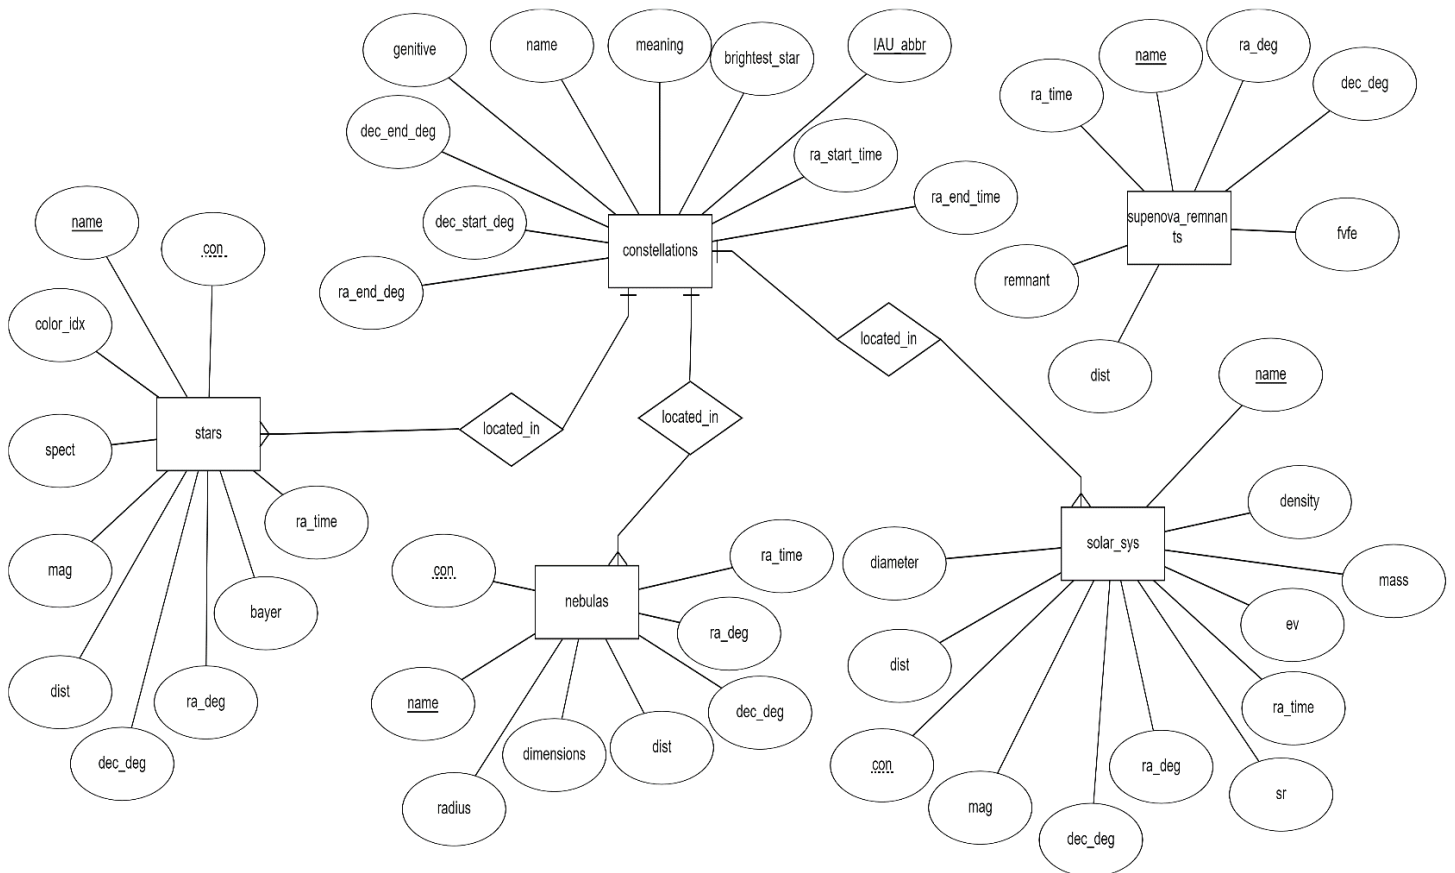 genitive
name
meaning
brightest_star
IAU_abbr
dec_end_deg
ra_start_time
dec_start_deg
ra_end_time
ra_end_deg
constellations
name
ra_deg
ra_time
dec_deg
supenova_remnan
ts
fvfe
remnant
dist
name
con
color_idx
stars
spect
ra_time
mag
bayer
dist
ra_deg
dec_deg
located_in
located_in
located_in
con
ra_time
nebulas
ra_deg
name
dec_deg
dimensions
dist
radius
name
density
solar_sys
diameter
mass
ev
dist
ra_time
con
ra_deg
mag
sr
dec_deg